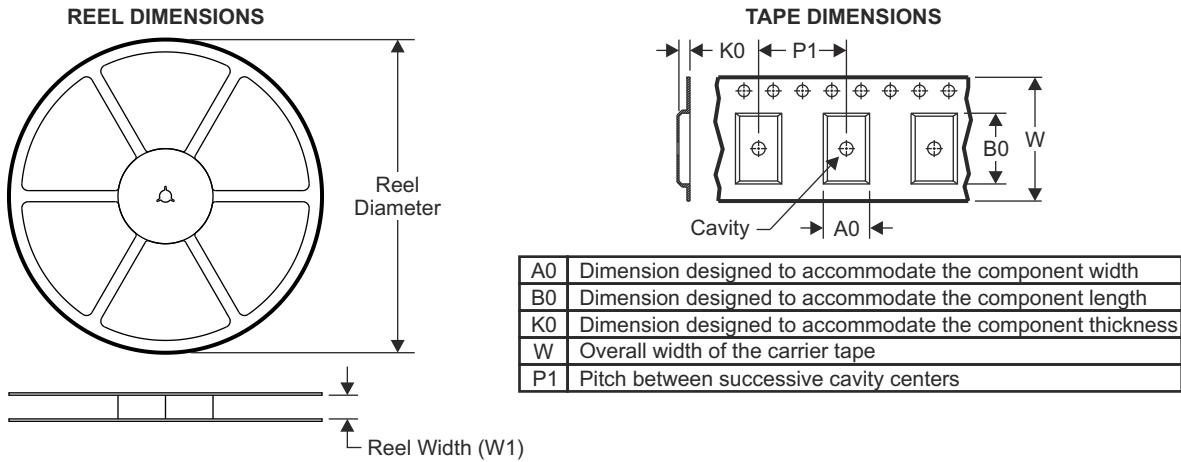 REEL DIMENSIONS
Reel
Diameter
Reel Width (W1)
TAPE DIMENSIONS
K0
P1
B0
W
Cavity
A0
A0 Dimension designed to accommodate the component width
B0 Dimension designed to accommodate the component length
K0 Dimension designed to accommodate the component thickness
W Overall width of the carrier tape
P1 Pitch between successive cavity centers